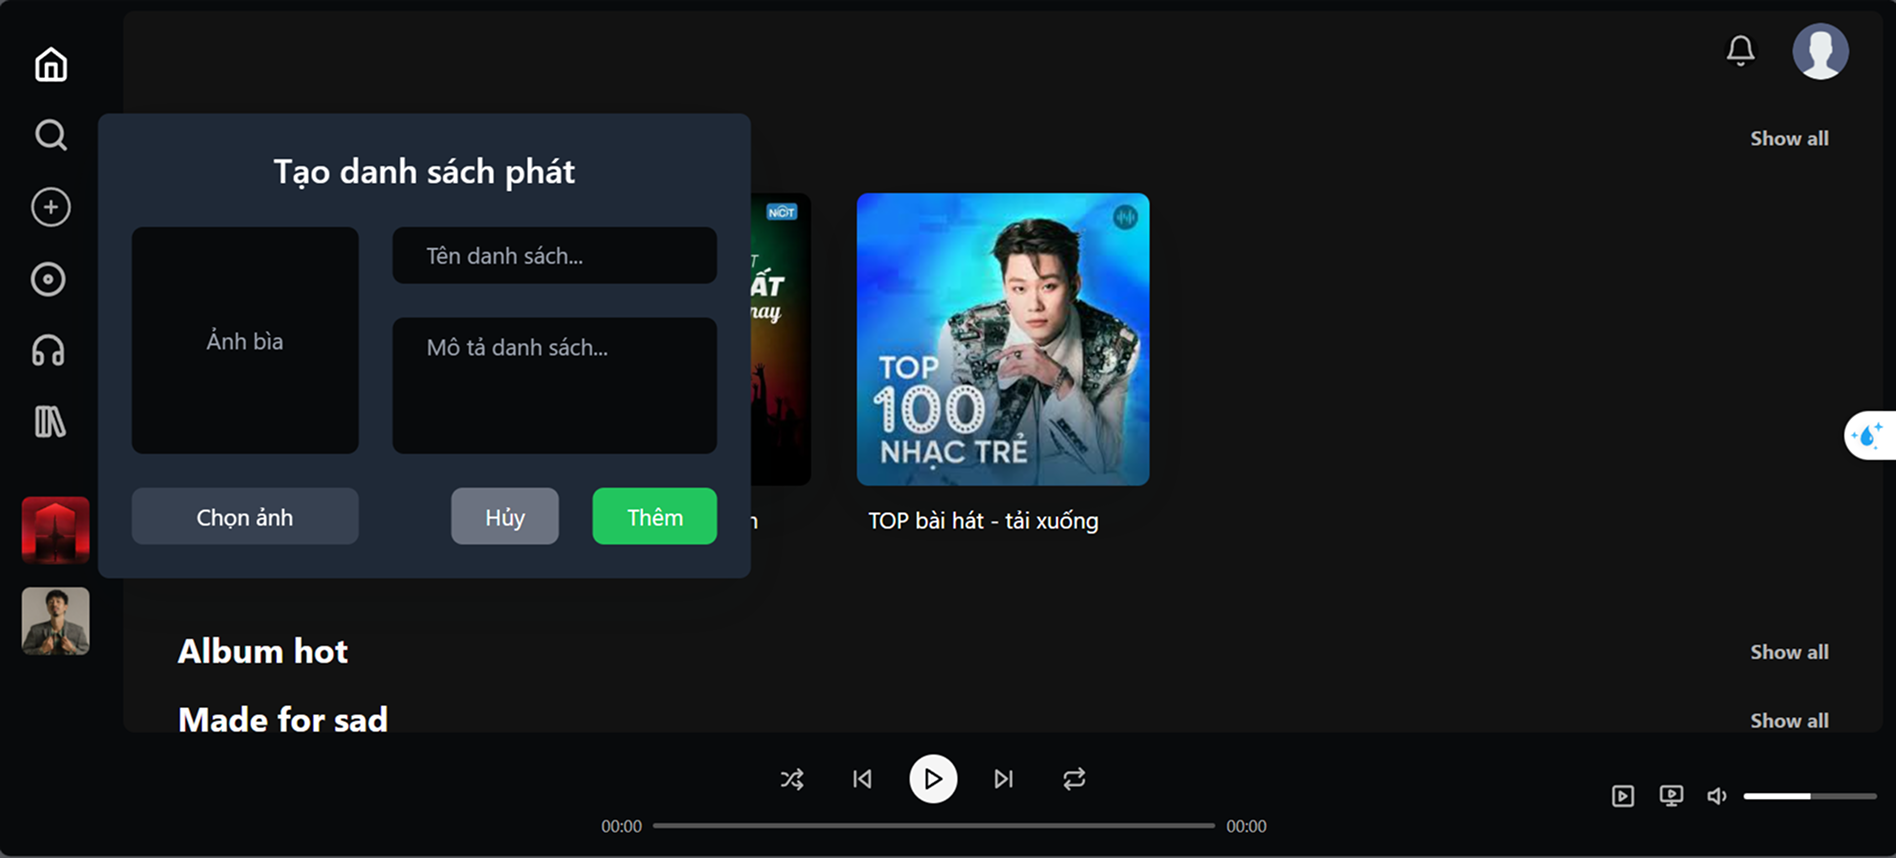 Show all
Tạo danh sách phát
Ảnh bìa
Tên danh sách...
Mô tả danh sách...
Chọn ảnh
Hủy
Thêm
NCT
ẤT
nay
TOP
100
NHẠC TRẺ
TOP bài hát - tải xuống
Album hot
Show all
Made for sad
Show all
00:00
00:00